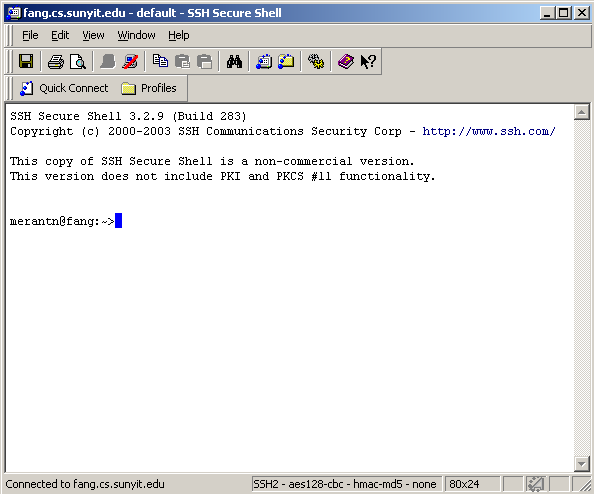 fang.cs.sunyit.edu - default - SSH Secure Shell
File Edit View Window Help
Quick Connect Profiles
SSH Secure Shell 3.2.9 (Build 283)
Copyright (c) 2000-2003 SSH Communications Security Corp - http://www.ssh.com/
This copy of SSH Secure Shell is a non-commercial version.
This version does not include PKI and PKCS #11 functionality.
merantn@fang:~>
Connected to fang.cs.sunyit.edu SSH2 - aes128-cbc - hmac-md5 - none 80x24